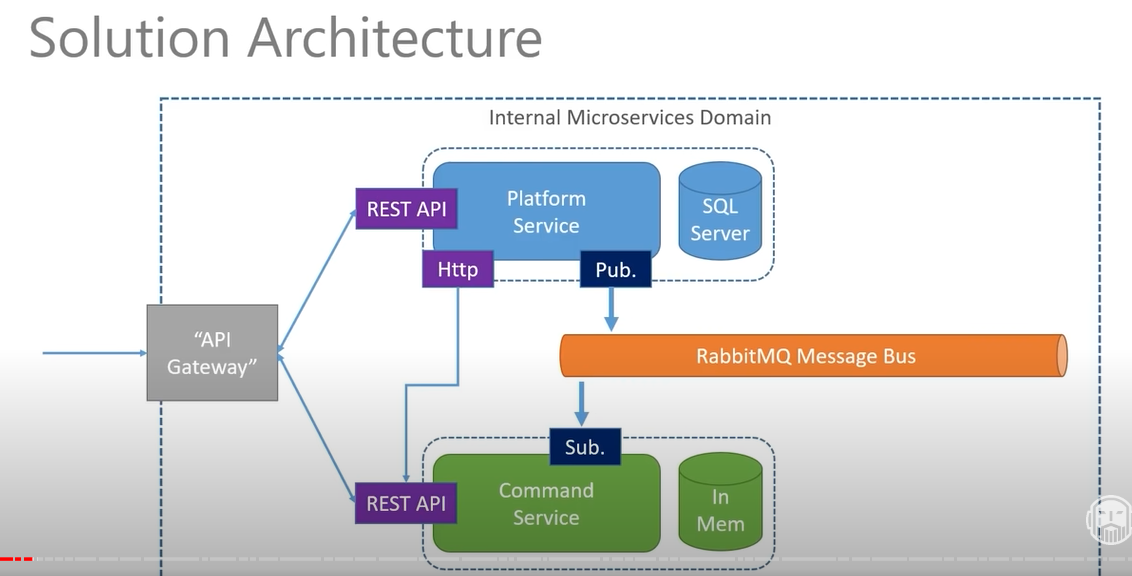 Solution Architecture
Internal Microservices Domain
REST API
Platform
Service
SQL
Server
Http
Pub.
“API
Gateway”
RabbitMQ Message Bus
Sub.
REST API
Command
Service
In
Mem